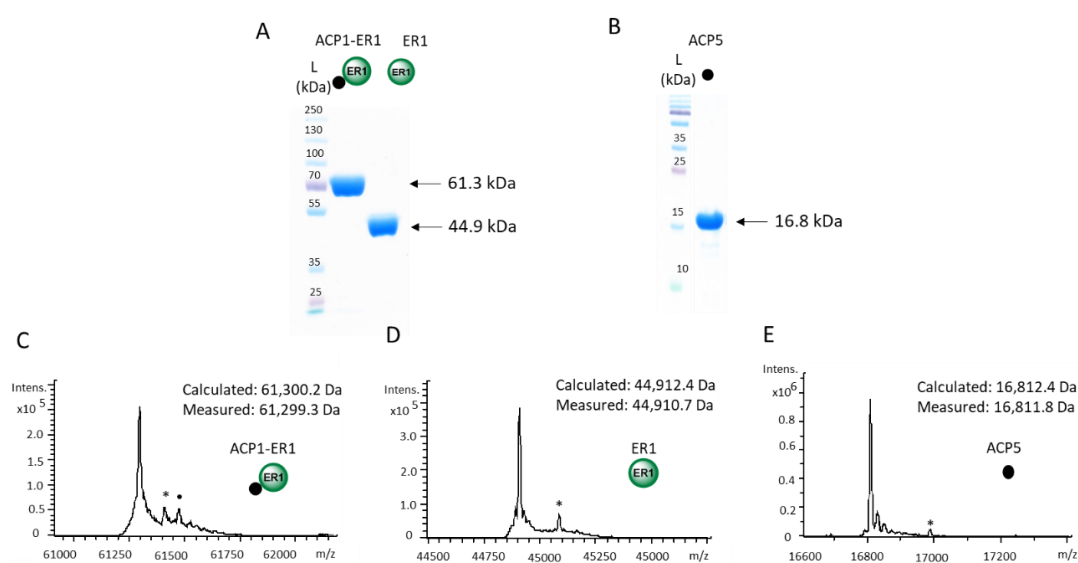 A
ACP1-ER1 ER1
L
(kDa)
ER1
ER1
250
130
100
70
55
35
25
61.3 kDa
44.9 kDa
B
ACP5
L
(kDa)
35
25
15
10
16.8 kDa
C
Intens.
x10 5
2.0
1.5
1.0
0.5
0
61000 61250 61500 61750 62000 m/z
Calculated: 61,300.2 Da
Measured: 61,299.3 Da
ACP1-ER1
ER1
* •
D
Intens.
x10 5
3.0
2.0
1.0
0
44500 44750 45000 45250 45000 m/z
Calculated: 44,912.4 Da
Measured: 44,910.7 Da
ER1
ER1
*
E
Intens.
x10 6
0.8
0.6
0.4
0.2
0
16600 16800 17000 17200 m/z
Calculated: 16,812.4 Da
Measured: 16,811.8 Da
ACP5
*